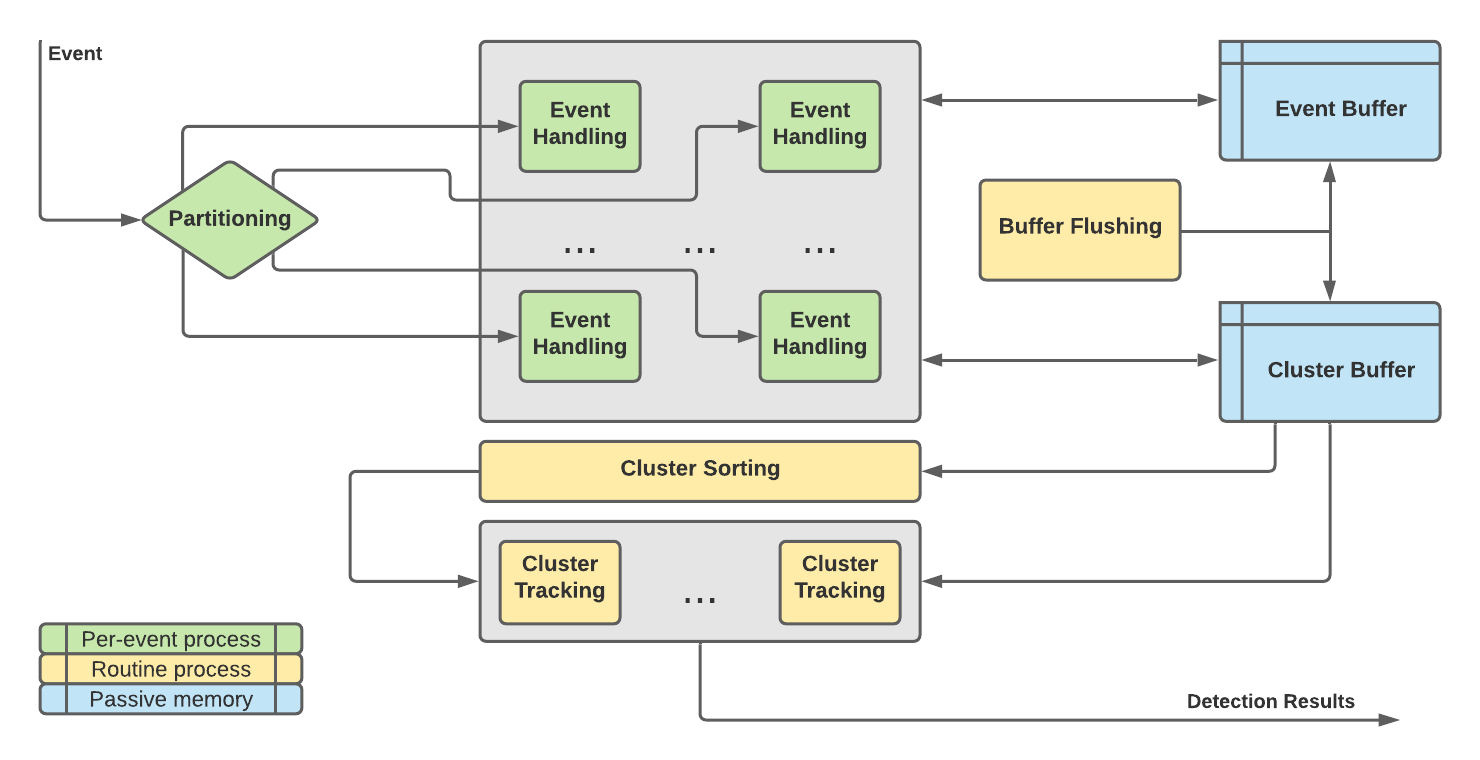 Event
Event
Handling
Event
Handling
Event Buffer
Partitioning
Buffer Flushing
... ... ...
Event
Handling
Event
Handling
Cluster Buffer
Cluster Sorting
Cluster
Tracking
...
Cluster
Tracking
Per-event process
Routine process
Passive memory
Detection Results